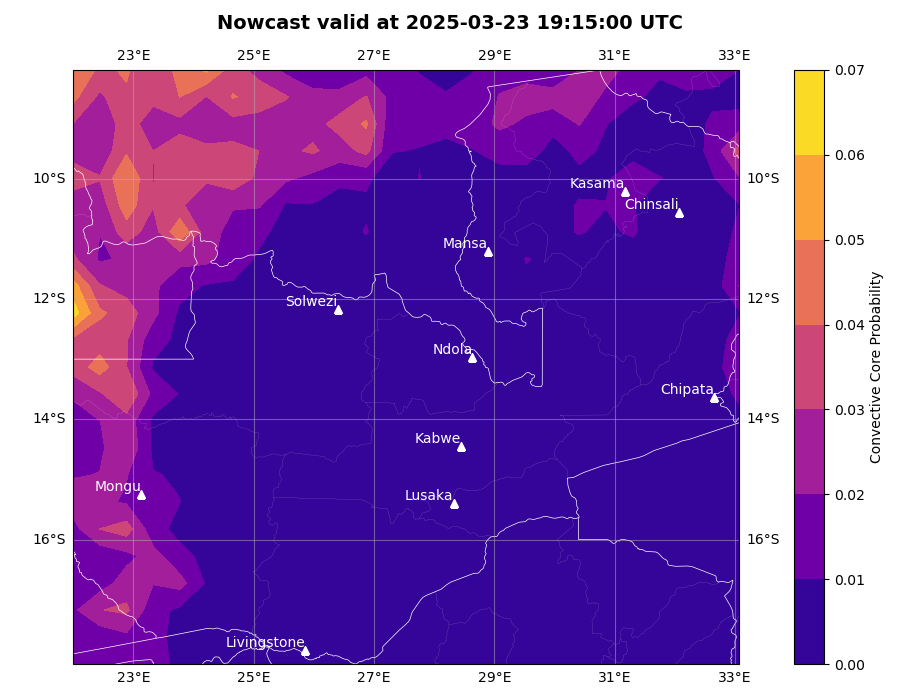 Nowcast valid at 2025-03-23 19:15:00 UTC
23°E 25°E 27°E 29°E 31°E 33°E
0.07
0.06
10°S Kasama 10°S
Chinsali
0.05
Mansa
12°S Solwezi 12°S
0.04
Ndola
Convective Core Probability
Chipata
0.03
14°S 14°S
Kabwe
Mongu
0.02
Lusaka
16°S 16°S
0.01
Livingstone
0.00
23°E 25°E 27°E 29°E 31°E 33°E